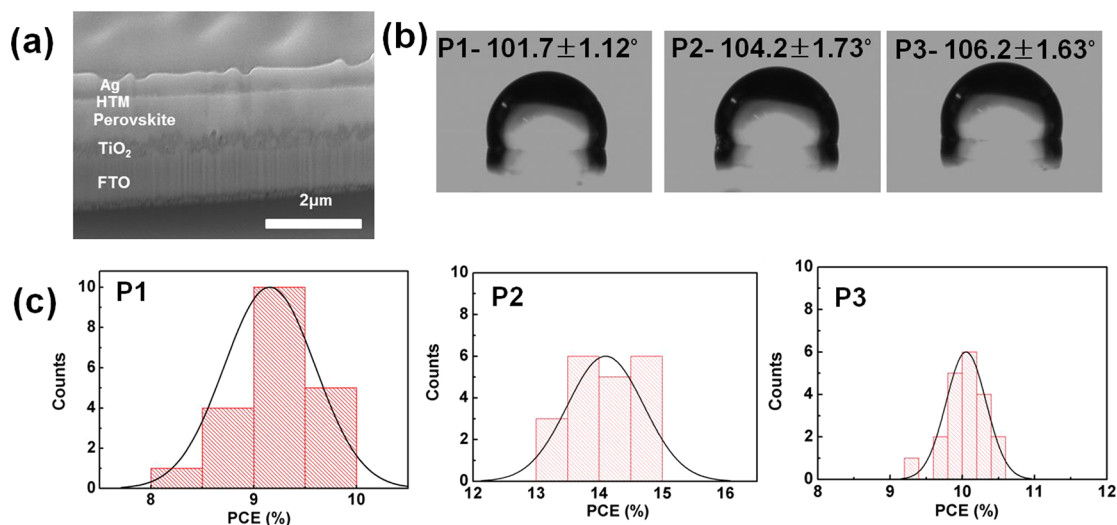 (a)
Ag
HTM
Perovskite
TiO₂
FTO
2μm
(b)
P1- 101.7±1.12°
P2- 104.2±1.73°
P3- 106.2±1.63°
(c)
P1
Counts
10
8
6
4
2
0
8
9
10
PCE (%)
P2
Counts
10
8
6
4
2
0
12
13
14
15
16
PCE (%)
P3
Counts
10
8
6
4
2
0
8
9
10
11
12
PCE (%)